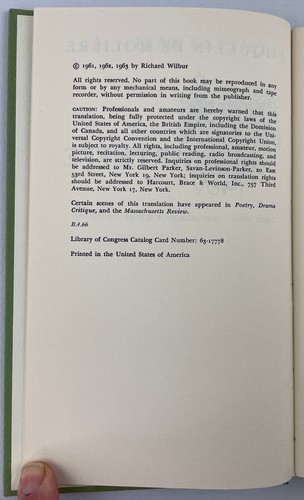 © 1961, 1962, 1963 by Richard Wilbur
All rights reserved. No part of this book may be reproduced in any
form or by any mechanical means, including mimeograph and tape
recorder, without permission in writing from the publisher.
CAUTION: Professionals and amateurs are hereby warned that this
translation, being fully protected under the copyright laws of the
United States of America, the British Empire, including the Dominion
of Canada, and all other countries which are signatories to the Uni-
versal Copyright Convention and the International Copyright Union,
is subject to royalty. All rights, including professional, amateur, motion
picture, recitation, lecturing, public reading, radio broadcasting, and
television, are strictly reserved. Inquiries on professional rights should
be addressed to Mr. Gilbert Parker, Savan-Levinson-Parker, 20 East
53rd Street, New York 19, New York; inquiries on translation rights
should be addressed to Harcourt, Brace & World, Inc., 757 Third
Avenue, New York 17, New York.
Certain scenes of this translation have appeared in Poetry, Drama
Critique, and the Massachusetts Review.
BA.66
Library of Congress Catalog Card Number: 63-17778
Printed in the United States of America